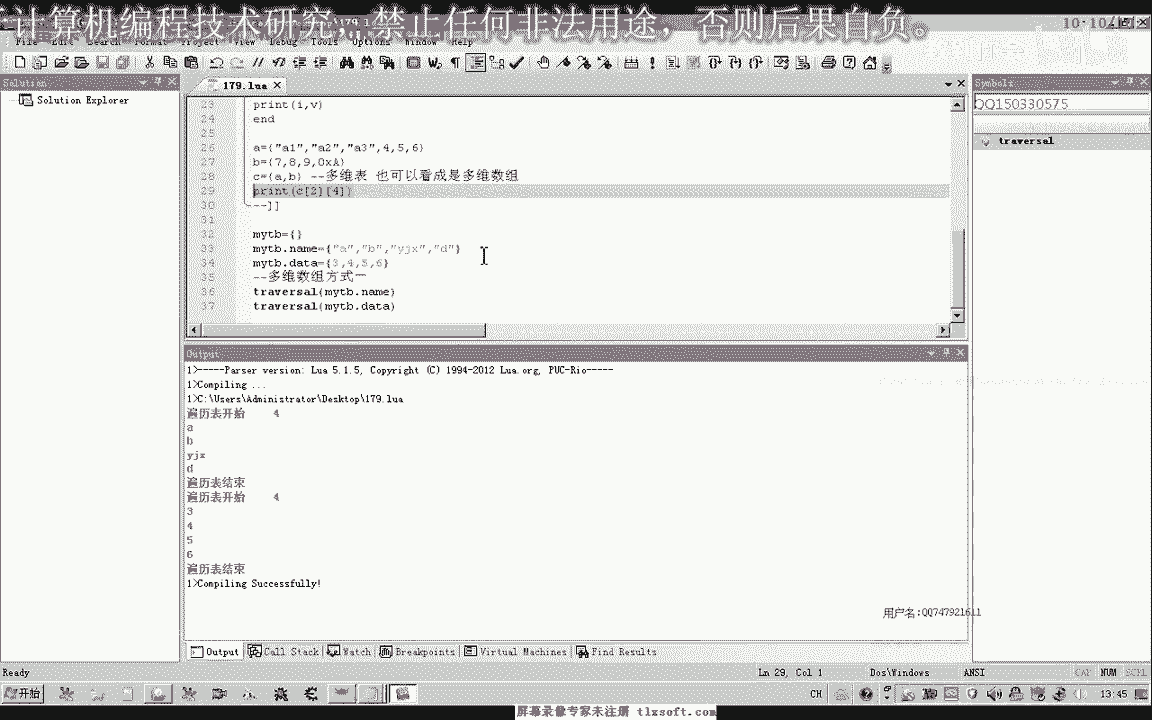 计算机编程技术研究,禁止任何非法用途，否则后果自负。
File Edit Search Format Project View Debug Tools Options Window Help
Solution
179.lua
Symbols
Solution Explorer
QQ150330575
traversal
23 print(i,v)
24 end
25
26 a={"a1","a2","a3",4,5,6}
27 b={7,8,9,0xA}
28 c={a,b} --多维表 也可以看成是多维数组
29 print(c[2][4])
30 --]]
31
32 mytb={}
33 mytb.name={"a","b","yjx","d"}
34 mytb.data={3,4,5,6}
35 --多维数组方式一
36 traversal(mytb.name)
37 traversal(mytb.data)
Output
1>-----Parser version: Lua 5.1.5, Copyright (C) 1994-2012 Lua.org, PUC-Rio-----
1>Compiling ...
1>C:\Users\Administrator\Desktop\179.lua
遍历表开始 4
a
b
yjx
d
遍历表结束
遍历表开始 4
3
4
5
6
遍历表结束
1>Compiling Successfully!
用户名:QQ747921611
Output Call Stack Watch Breakpoints Virtual Machines Find Results
Ready Ln 29, Col 1 Dos\Windows ANSI CAP NUM SCRL
开始 CH 13:45
屏幕录像专家未注册 tlxsoft.com